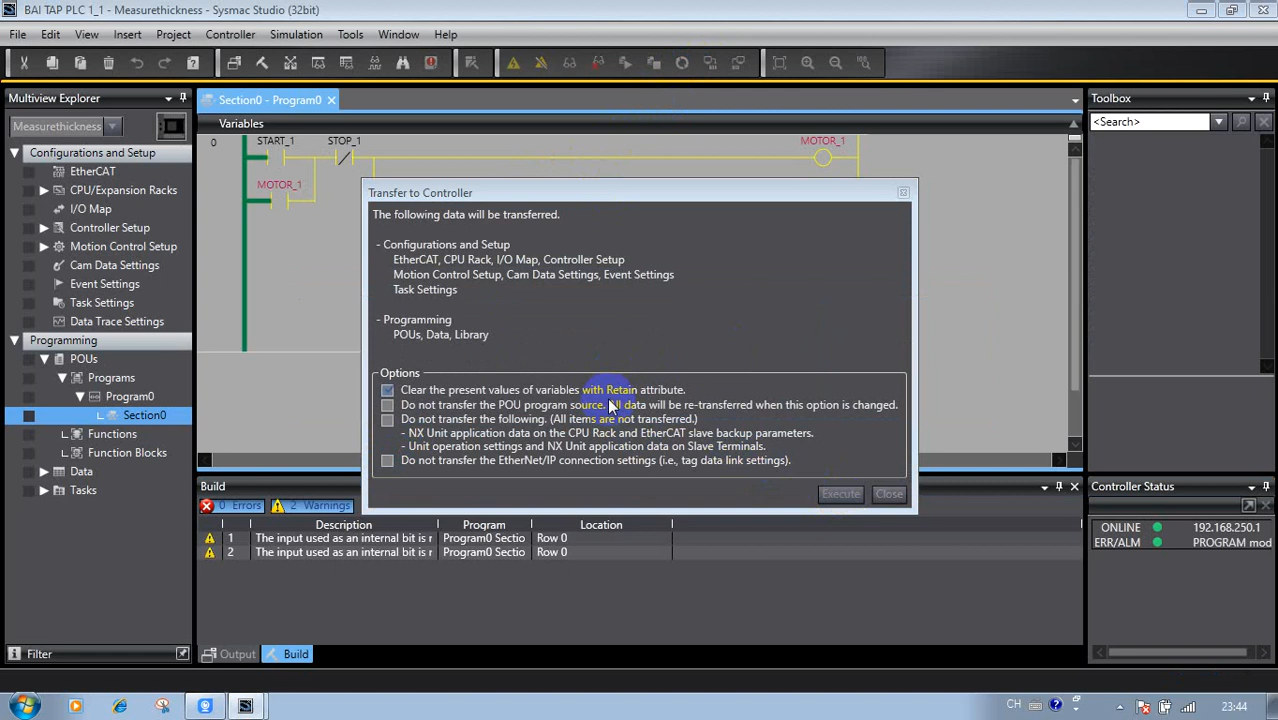 BAI TAP PLC 1_1 - Measurethickness - Sysmac Studio (32bit)
File Edit View Insert Project Controller Simulation Tools Window Help
Multiview Explorer
Section0 - Program0
Toolbox
Measurethickness
Variables
<Search>
0
START_1
STOP_1
MOTOR_1
MOTOR_1
Configurations and Setup
EtherCAT
CPU/Expansion Racks
I/O Map
Controller Setup
Motion Control Setup
Cam Data Settings
Event Settings
Task Settings
Data Trace Settings
Programming
POUs
Programs
Program0
Section0
Functions
Function Blocks
Data
Tasks
Filter
Transfer to Controller
The following data will be transferred.
- Configurations and Setup
EtherCAT, CPU Rack, I/O Map, Controller Setup
Motion Control Setup, Cam Data Settings, Event Settings
Task Settings
- Programming
POUs, Data, Library
Options
Clear the present values of variables with Retain attribute.
Do not transfer the POU program source. All data will be re-transferred when this option is changed.
Do not transfer the following. (All items are not transferred.)
- NX Unit application data on the CPU Rack and EtherCAT slave backup parameters.
- Unit operation settings and NX Unit application data on Slave Terminals.
Do not transfer the EtherNet/IP connection settings (i.e., tag data link settings).
Execute Close
Build
0 Errors 2 Warnings
Description Program Location
1 The input used as an internal bit is r Program0 Sectio Row 0
2 The input used as an internal bit is r Program0 Sectio Row 0
Output Build
Controller Status
ONLINE 192.168.250.1
ERR/ALM PROGRAM mod
CH
23:44